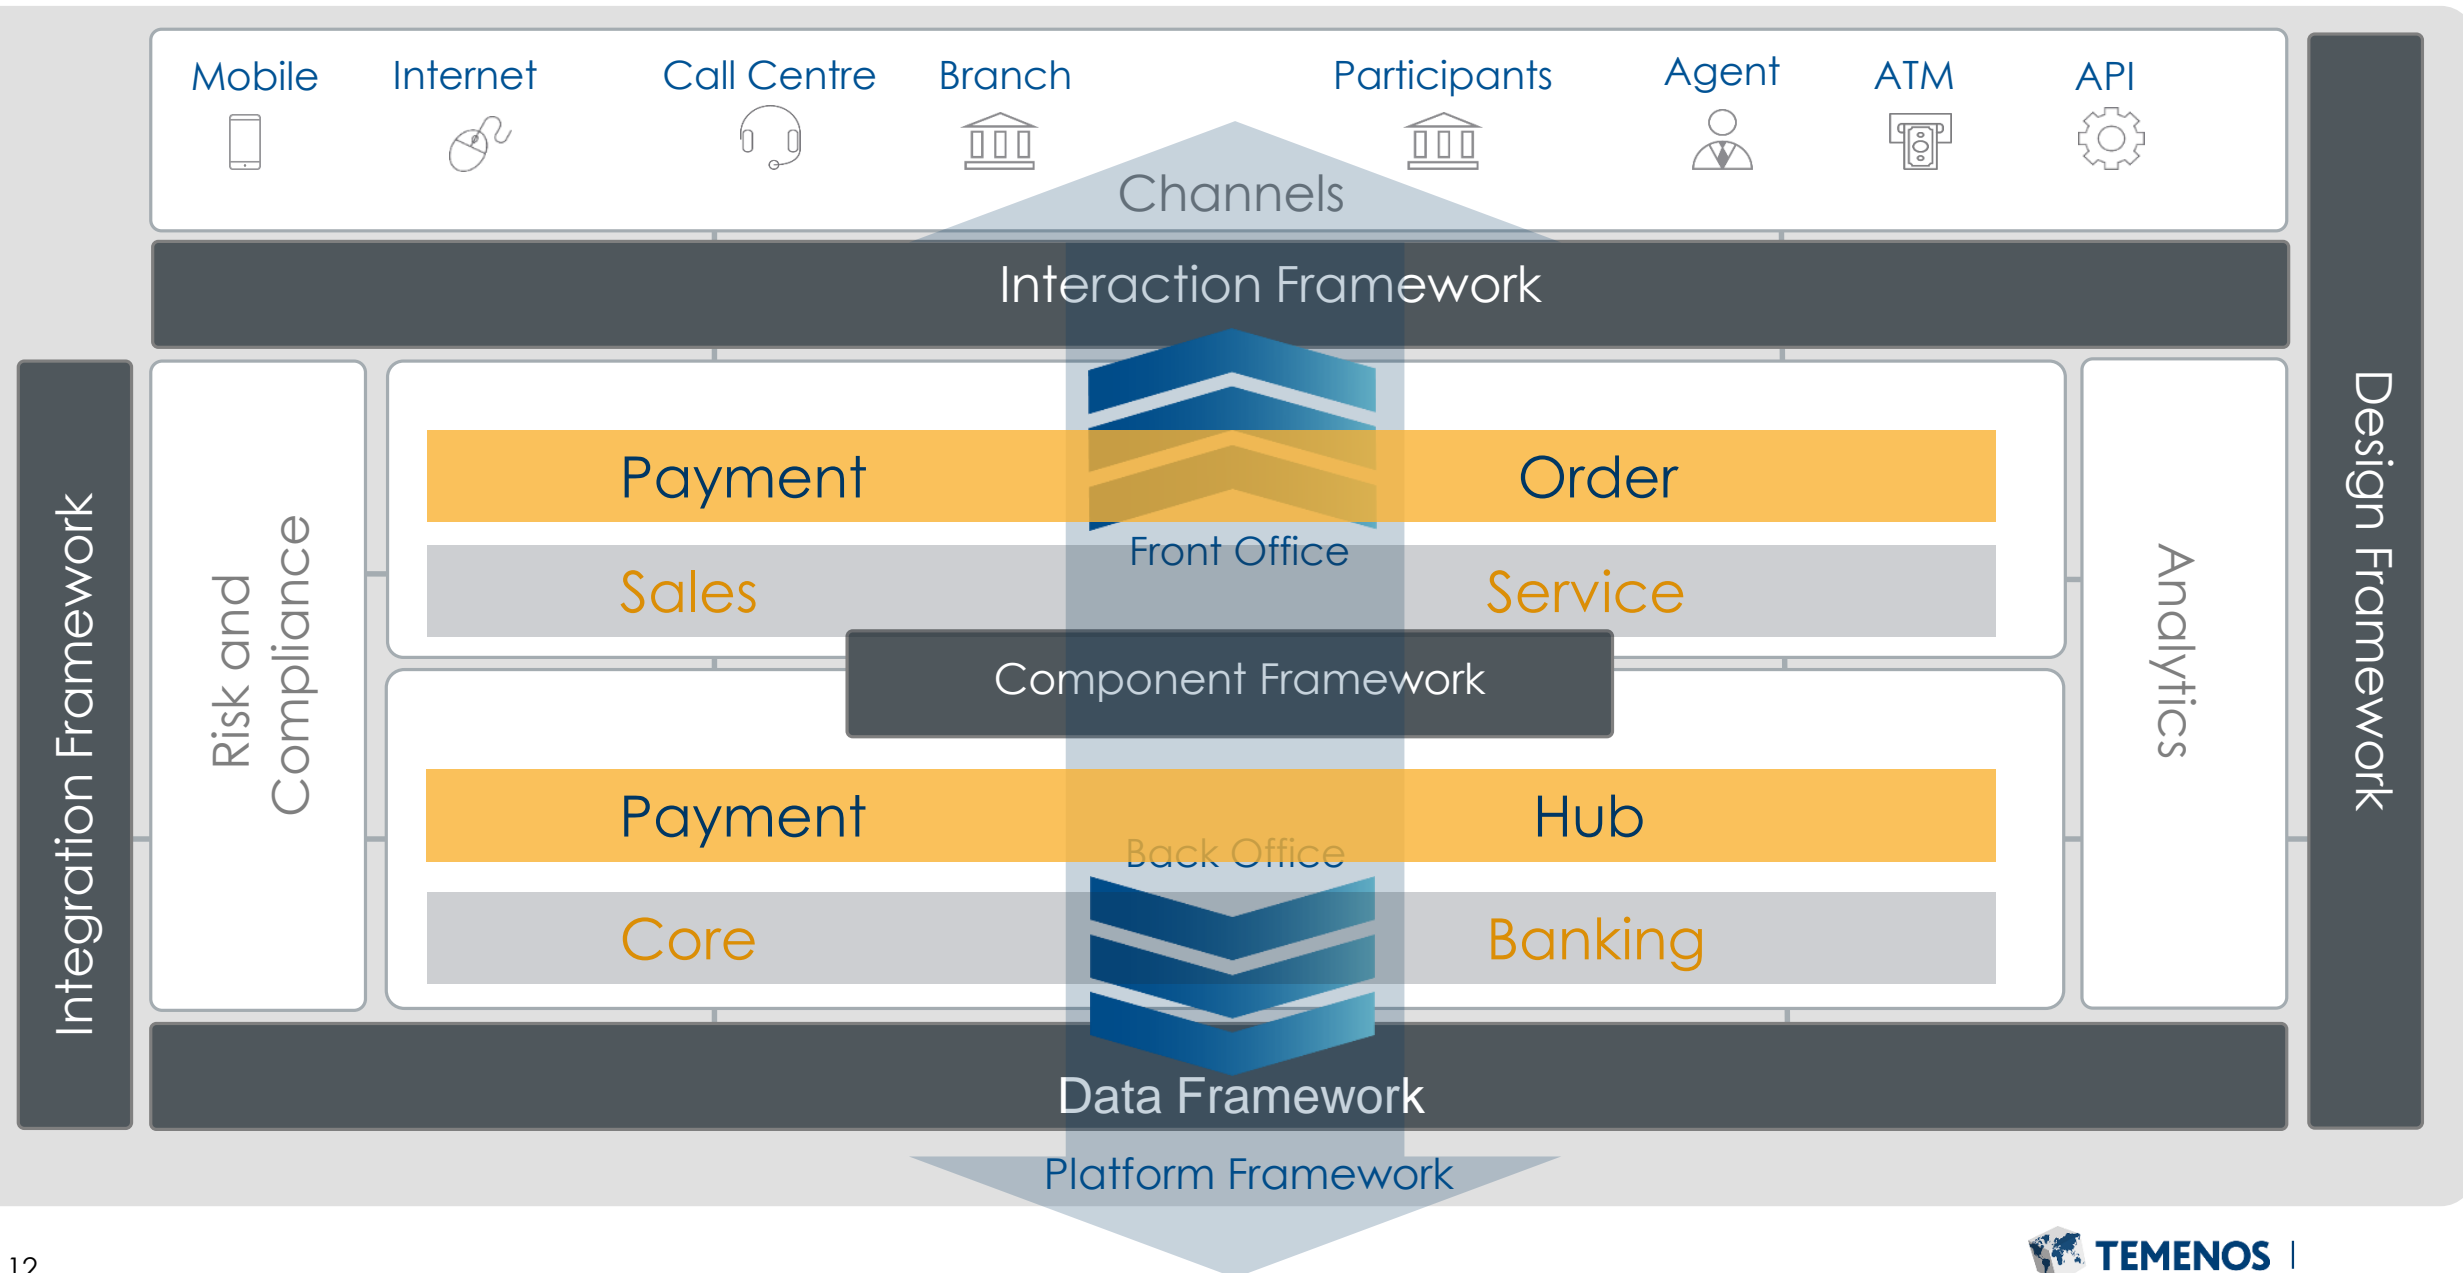 Mobile Internet Call Centre Branch Participants Agent ATM API
Channels
Interaction Framework
Integration Framework
Risk and
Compliance
Payment Order
Front Office
Sales Service
Component Framework
Payment Hub
Back Office
Core Banking
Analytics
Design Framework
Data Framework
Platform Framework
12
TEMENOS |